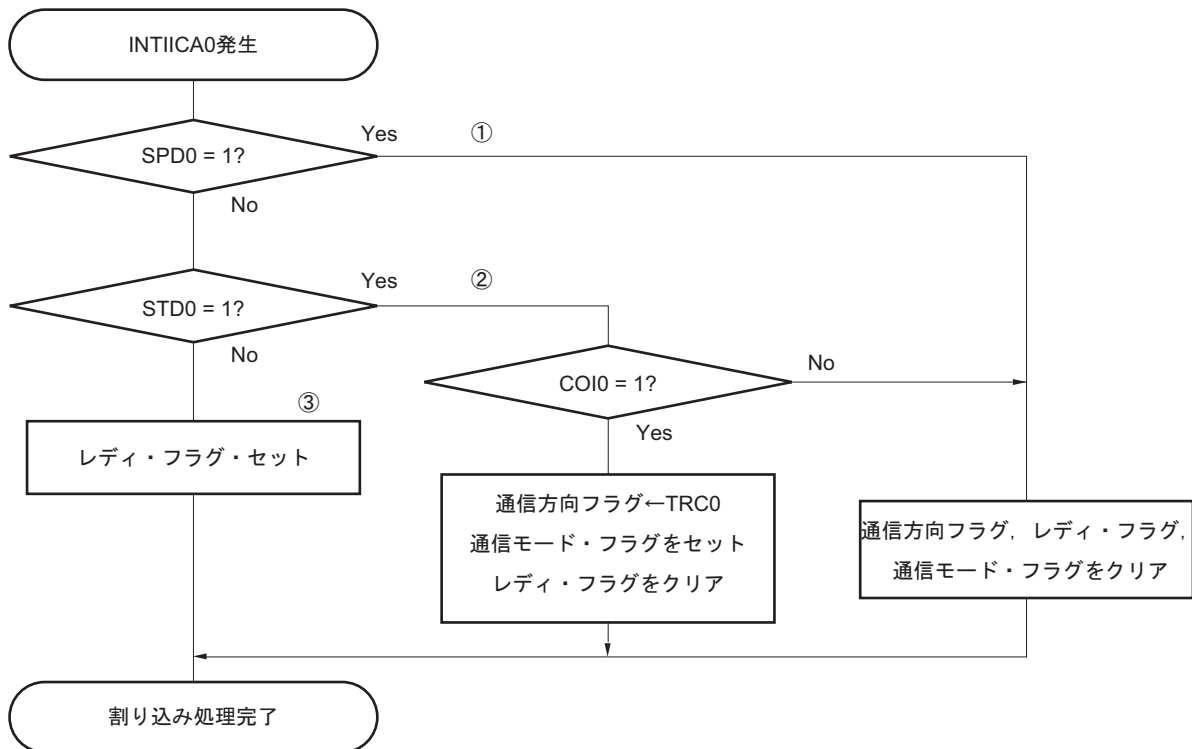 INTIICA0発生
SPD0 = 1?
Yes
①
No
STD0 = 1?
Yes
②
No
COI0 = 1?
No
Yes
③
レディ・フラグ・セット
通信方向フラグ←TRC0
通信モード・フラグをセット
レディ・フラグをクリア
通信方向フラグ，レディ・フラグ，
通信モード・フラグをクリア
割り込み処理完了